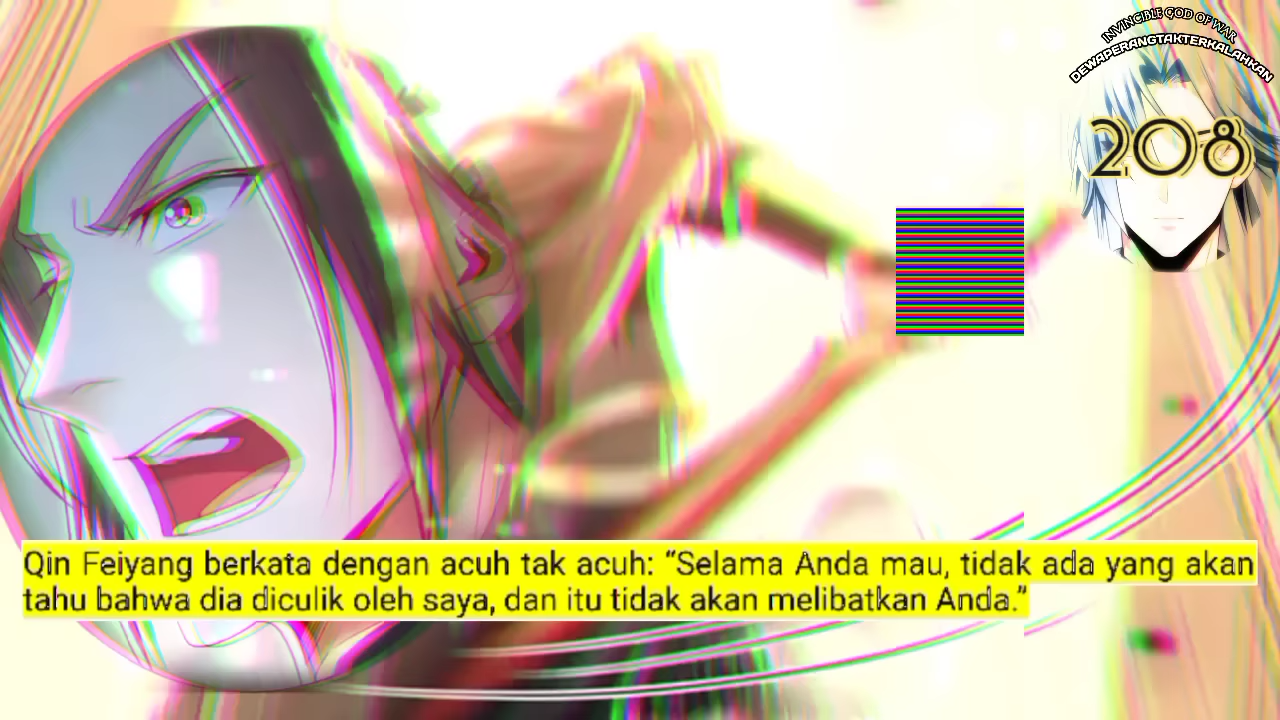 INVINCIBLE GOD OF WAR
DEWAPERANGTAKTERKALAHKAN
208
Qin Feiyang berkata dengan acuh tak acuh: “Selama Anda mau, tidak ada yang akan
tahu bahwa dia diculik oleh saya, dan itu tidak akan melibatkan Anda.”